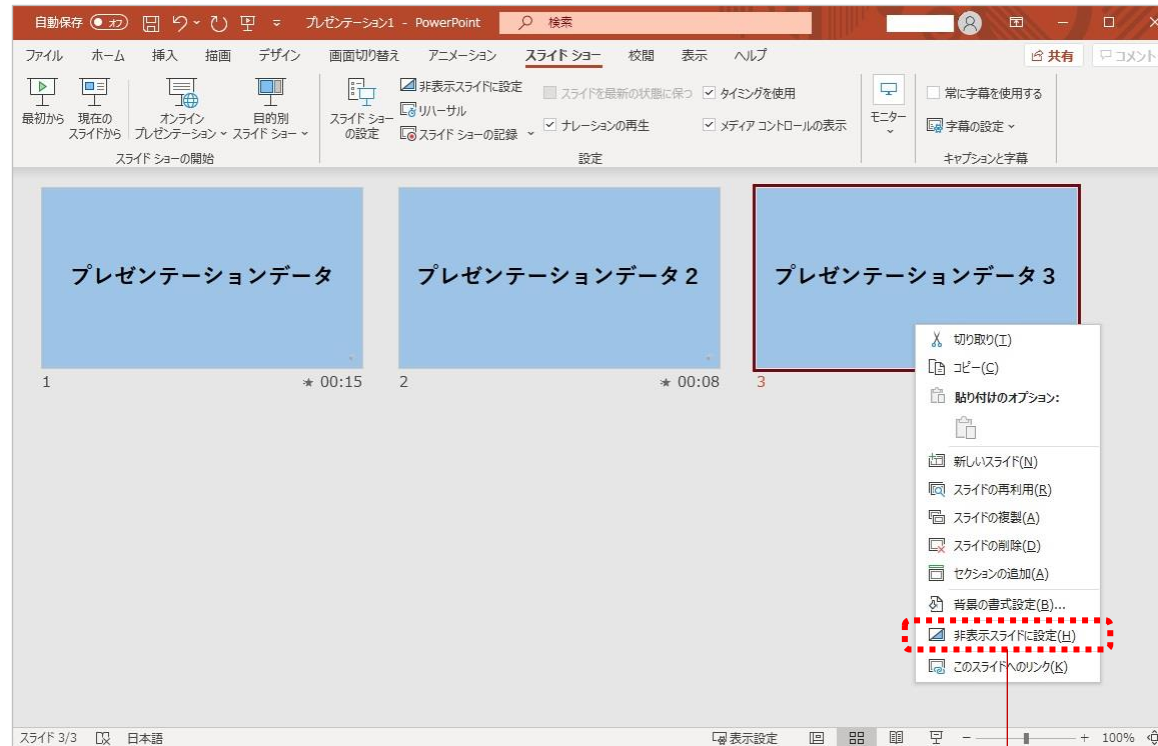 自動保存 オフ プレゼンテーション1 - PowerPoint 検索
ファイル ホーム 挿入 描画 デザイン 画面切り替え アニメーション スライド ショー 校閲 表示 ヘルプ 共有 コメント
最初から
現在の
スライドから
オンライン
プレゼンテーション
目的別
スライド ショー
スライド ショーの開始
スライド ショー
の設定
非表示スライドに設定
リハーサル
スライド ショーの記録
スライドを最新の状態に保つ
タイミングを使用
ナレーションの再生
メディア コントロールの表示
設定
モニター
常に字幕を使用する
字幕の設定
キャプションと字幕
プレゼンテーションデータ
1 00:15
プレゼンテーションデータ２
2 00:08
プレゼンテーションデータ３
3
切り取り(T)
コピー(C)
貼り付けのオプション:
新しいスライド(N)
スライドの再利用(R)
スライドの複製(A)
スライドの削除(D)
セクションの追加(A)
背景の書式設定(B)...
非表示スライドに設定(H)
このスライドへのリンク(K)
スライド 3/3 日本語 表示設定 - + 100%